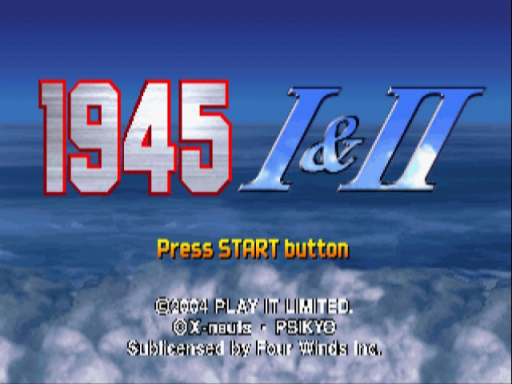 1945 I & II
Press START button
©2004 PLAY IT LIMITED.
©X-nauts · PSIKYO
Sublicensed by Four Winds Inc.